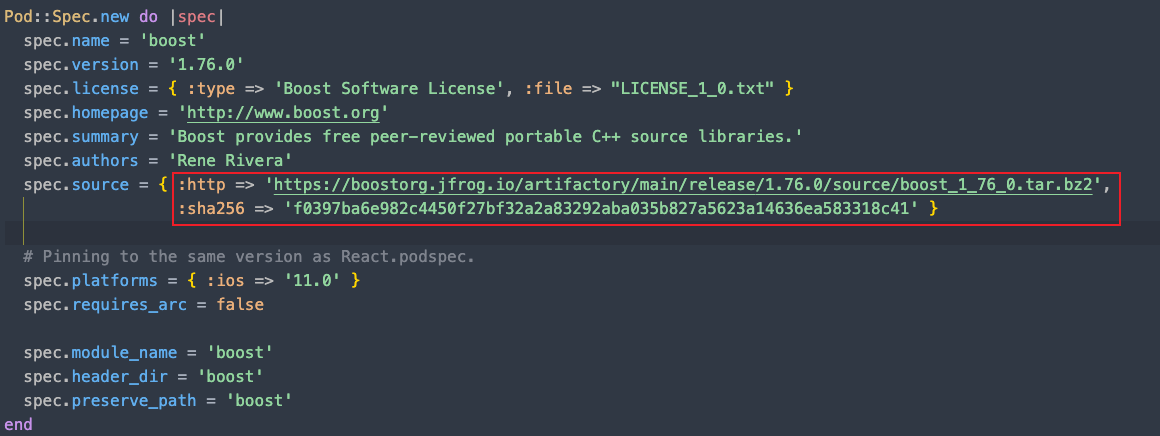 Pod::Spec.new do |spec|
  spec.name = 'boost'
  spec.version = '1.76.0'
  spec.license = { :type => 'Boost Software License', :file => "LICENSE_1_0.txt" }
  spec.homepage = 'http://www.boost.org'
  spec.summary = 'Boost provides free peer-reviewed portable C++ source libraries.'
  spec.authors = 'Rene Rivera'
  spec.source = { :http => 'https://boostorg.jfrog.io/artifactory/main/release/1.76.0/source/boost_1_76_0.tar.bz2',
                  :sha256 => 'f0397ba6e982c4450f27bf32a2a83292aba035b827a5623a14636ea583318c41' }
  # Pinning to the same version as React.podspec.
  spec.platforms = { :ios => '11.0' }
  spec.requires_arc = false
  spec.module_name = 'boost'
  spec.header_dir = 'boost'
  spec.preserve_path = 'boost'
end